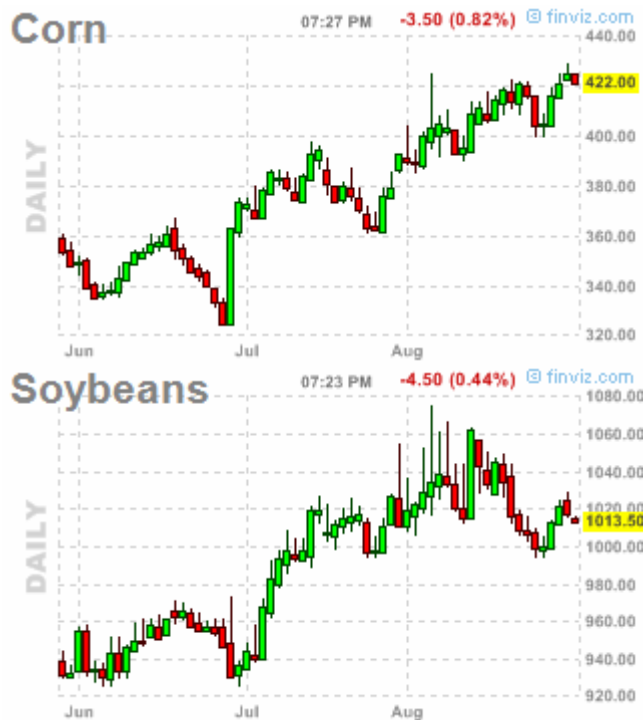 Corn
07:27 PM -3.50 (0.82%) © finviz.com
440.00
422.00
400.00
380.00
360.00
340.00
320.00
DAILY
Jun Jul Aug
Soybeans
07:23 PM -4.50 (0.44%) © finviz.com
1080.00
1060.00
1040.00
1020.00
1013.50
1000.00
980.00
960.00
940.00
920.00
DAILY
Jun Jul Aug